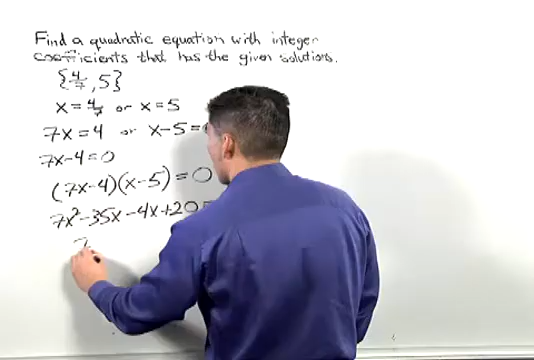 Find a quadratic equation with integer
coefficients that has the given solutions.
{4/7, 5}
x = 4/7 or x = 5
7x = 4 or x - 5 =
7x - 4 = 0
(7x - 4)(x - 5) = 0
7x² - 35x - 4x + 20
7